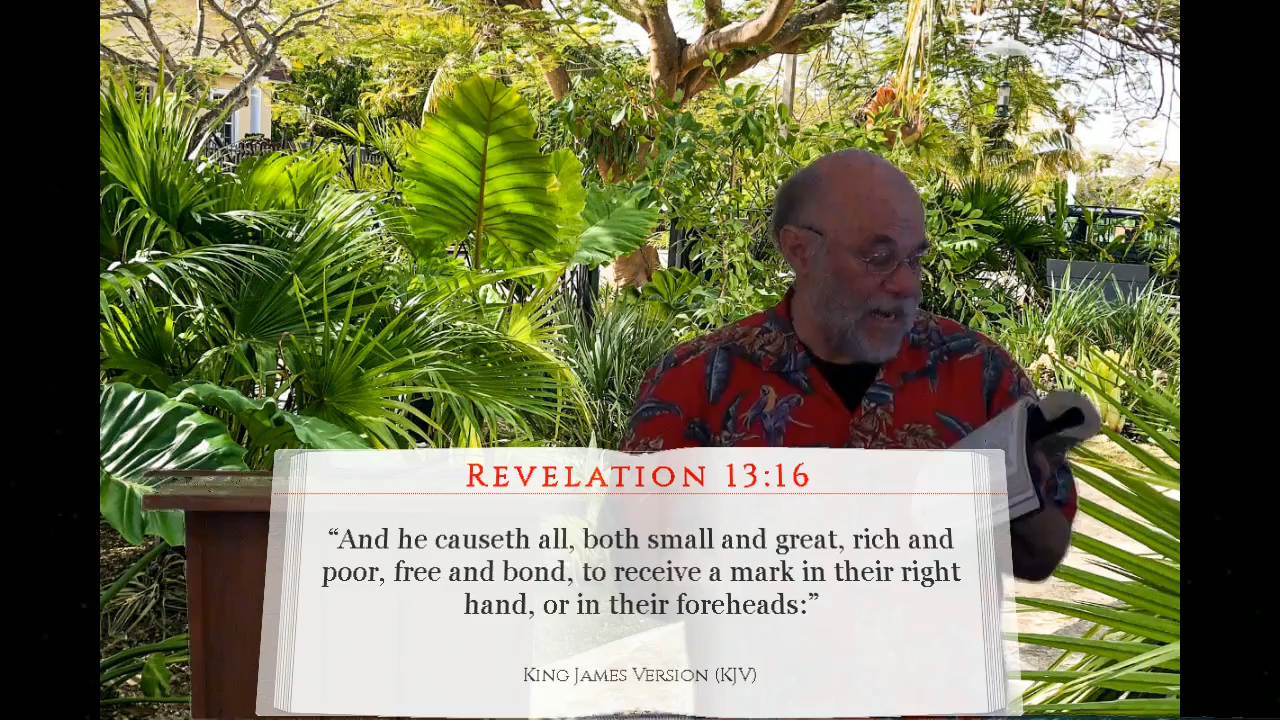 Revelation 13:16
“And he causeth all, both small and great, rich and
poor, free and bond, to receive a mark in their right
hand, or in their foreheads:”
King James Version (KJV)